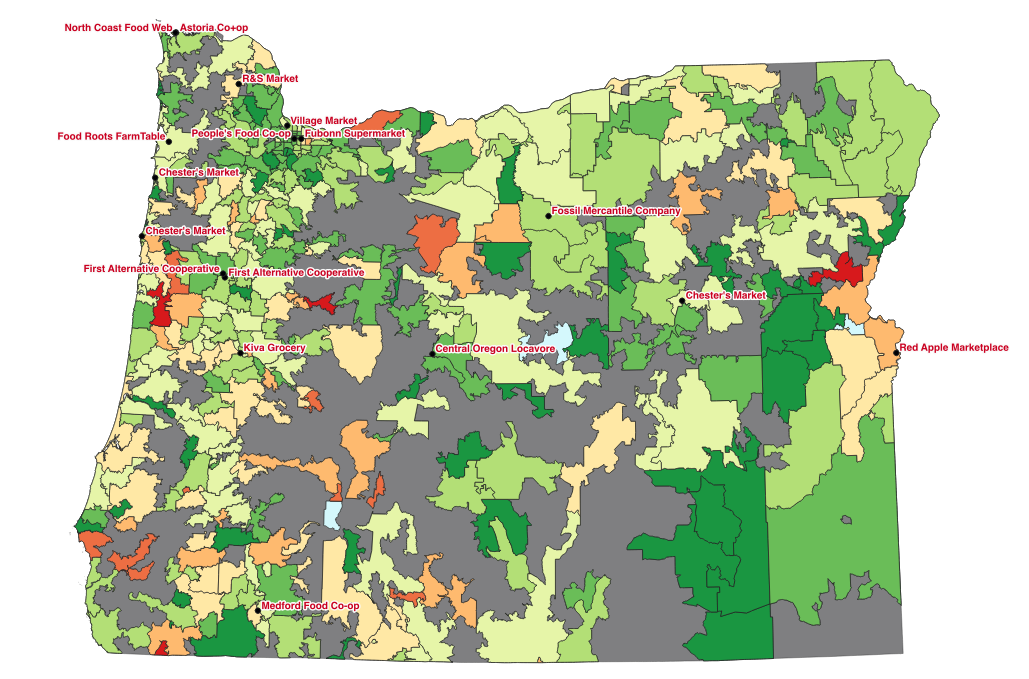 North Coast Food Web
Astoria Co+op
R&S Market
Village Market
People's Food Co-op
Fubonn Supermarket
Food Roots FarmTable
Chester's Market
Fossil Mercantile Company
Chester's Market
First Alternative Cooperative
First Alternative Cooperative
Chester's Market
Kiva Grocery
Central Oregon Locavore
Red Apple Marketplace
Medford Food Co-op